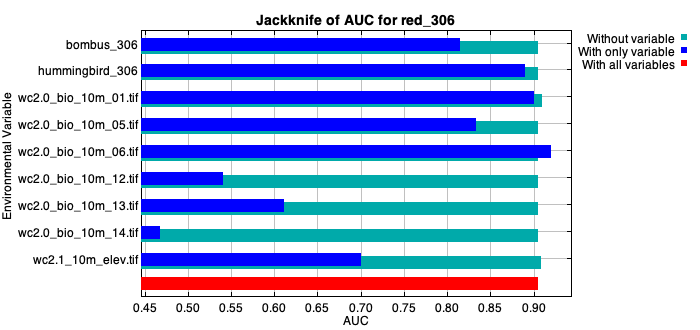 Jackknife of AUC for red_306
Without variable
With only variable
With all variables
Environmental Variable
bombus_306
hummingbird_306
wc2.0_bio_10m_01.tif
wc2.0_bio_10m_05.tif
wc2.0_bio_10m_06.tif
wc2.0_bio_10m_12.tif
wc2.0_bio_10m_13.tif
wc2.0_bio_10m_14.tif
wc2.1_10m_elev.tif
0.45 0.50 0.55 0.60 0.65 0.70 0.75 0.80 0.85 0.90
AUC